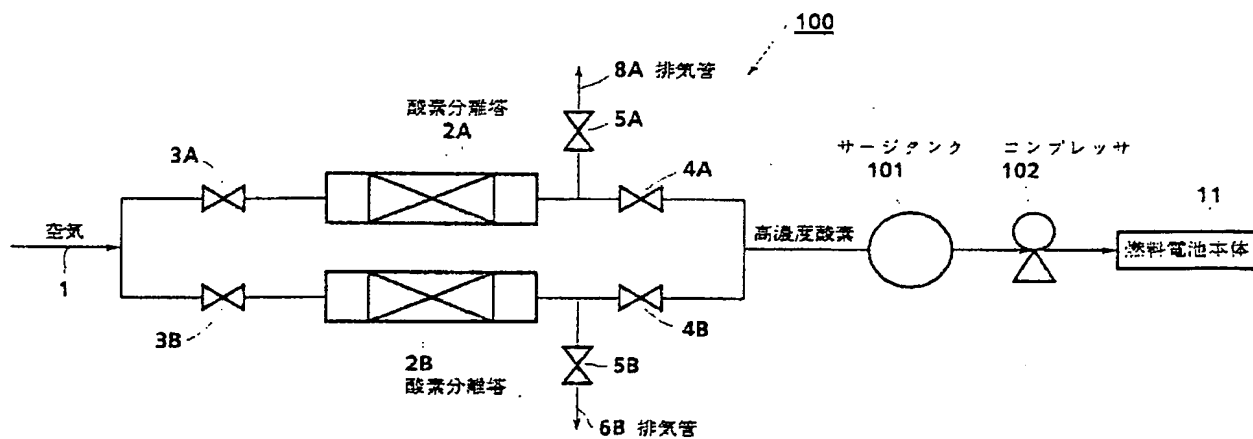 100
8A 排気管
酸素分離塔
2A
5A
3A
4A
サージタンク
101
コンプレッサ
102
11
空気
高濃度酸素
燃料電池本体
1
3B
4B
2B
酸素分離塔
5B
6B 排気管